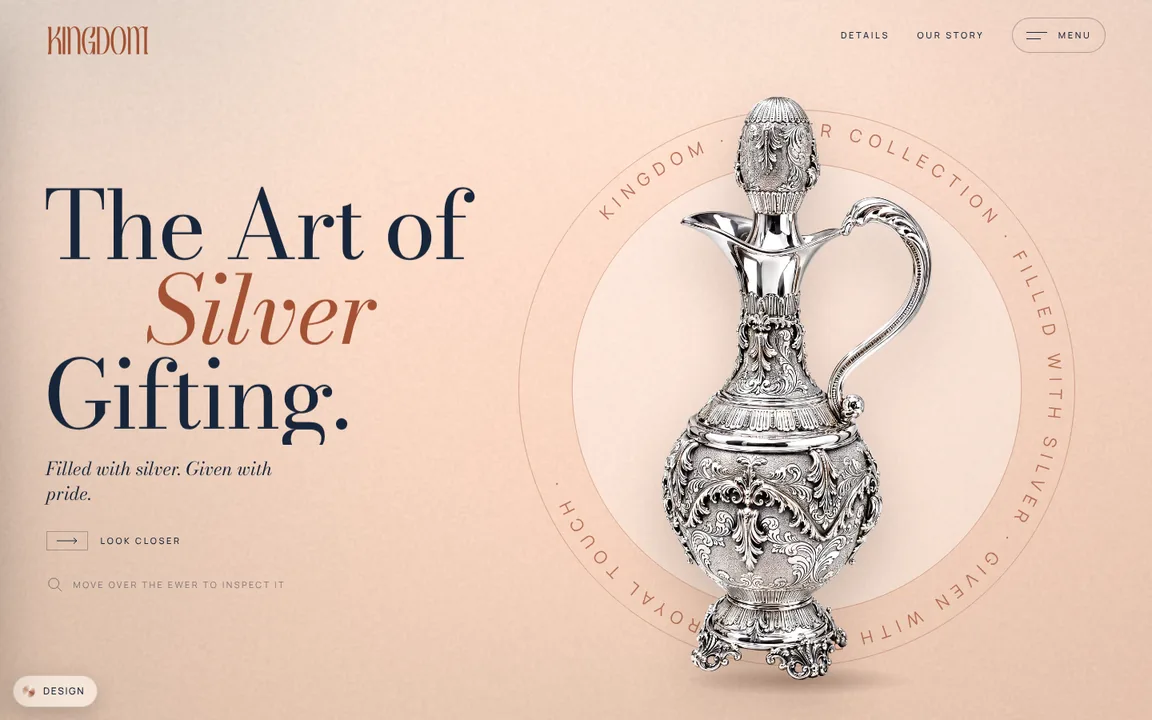 KINGDOM
DETAILS
OUR STORY
MENU
The Art of
Silver
Gifting.
Filled with silver. Given with
pride.
LOOK CLOSER
MOVE OVER THE EWER TO INSPECT IT
KINGDOM · R COLLECTION · FILLED WITH SILVER · GIVEN WITH ROYAL TOUCH ·
DESIGN